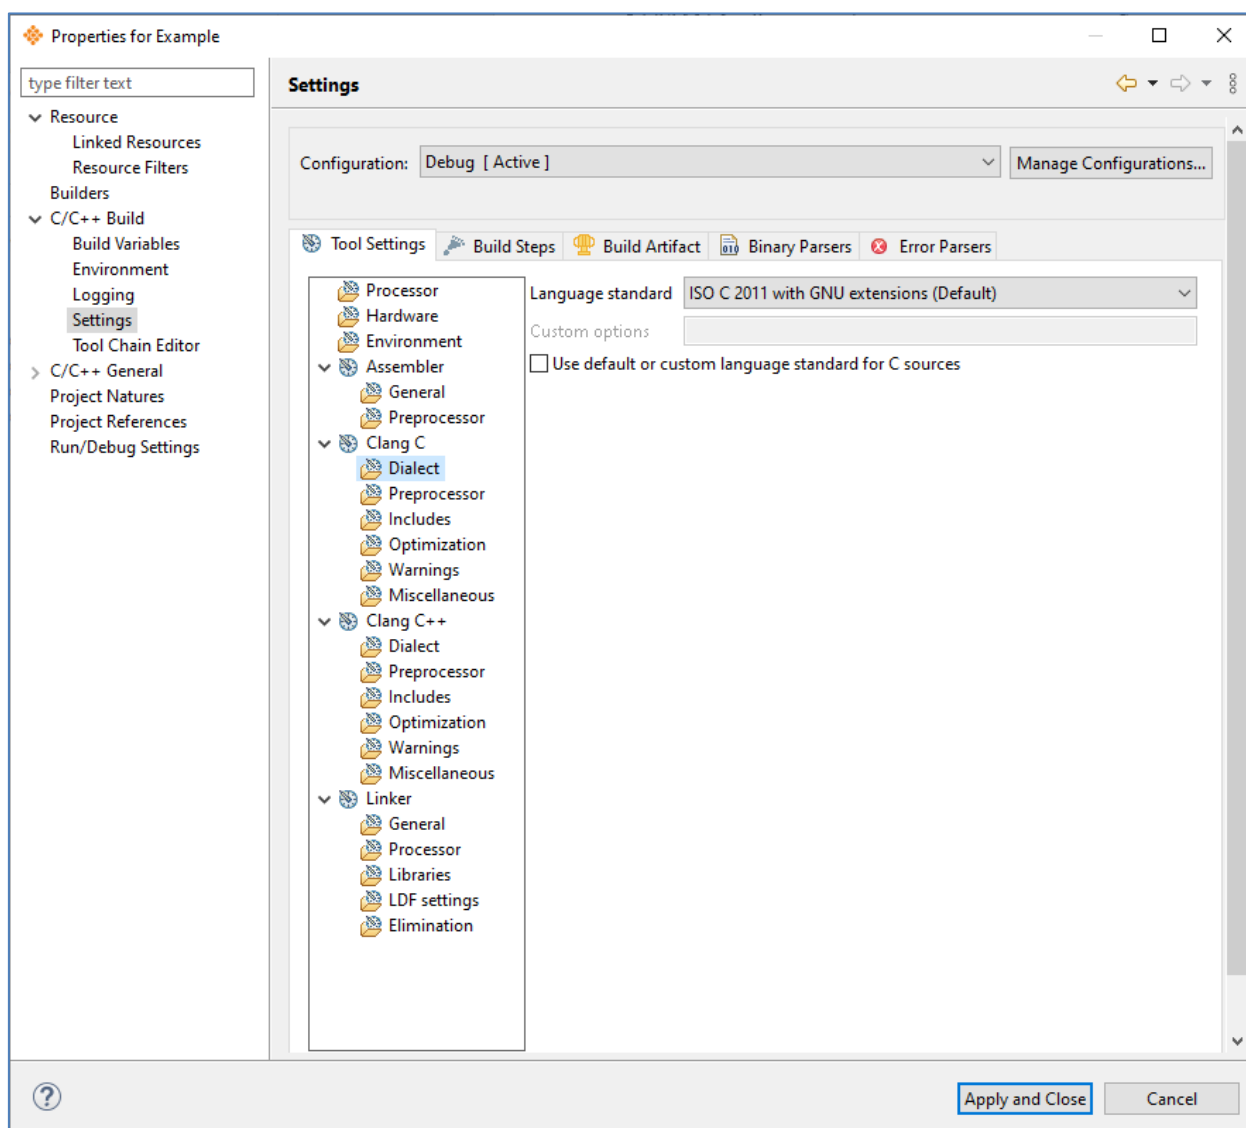 Properties for Example
type filter text
Resource
Linked Resources
Resource Filters
Builders
C/C++ Build
Build Variables
Environment
Logging
Settings
Tool Chain Editor
C/C++ General
Project Natures
Project References
Run/Debug Settings
Settings
Configuration: Debug [ Active ] Manage Configurations...
Tool Settings Build Steps Build Artifact Binary Parsers Error Parsers
Processor
Hardware
Environment
Assembler
General
Preprocessor
Clang C
Dialect
Preprocessor
Includes
Optimization
Warnings
Miscellaneous
Clang C++
Dialect
Preprocessor
Includes
Optimization
Warnings
Miscellaneous
Linker
General
Processor
Libraries
LDF settings
Elimination
Language standard ISO C 2011 with GNU extensions (Default)
Custom options
Use default or custom language standard for C sources
Apply and Close Cancel